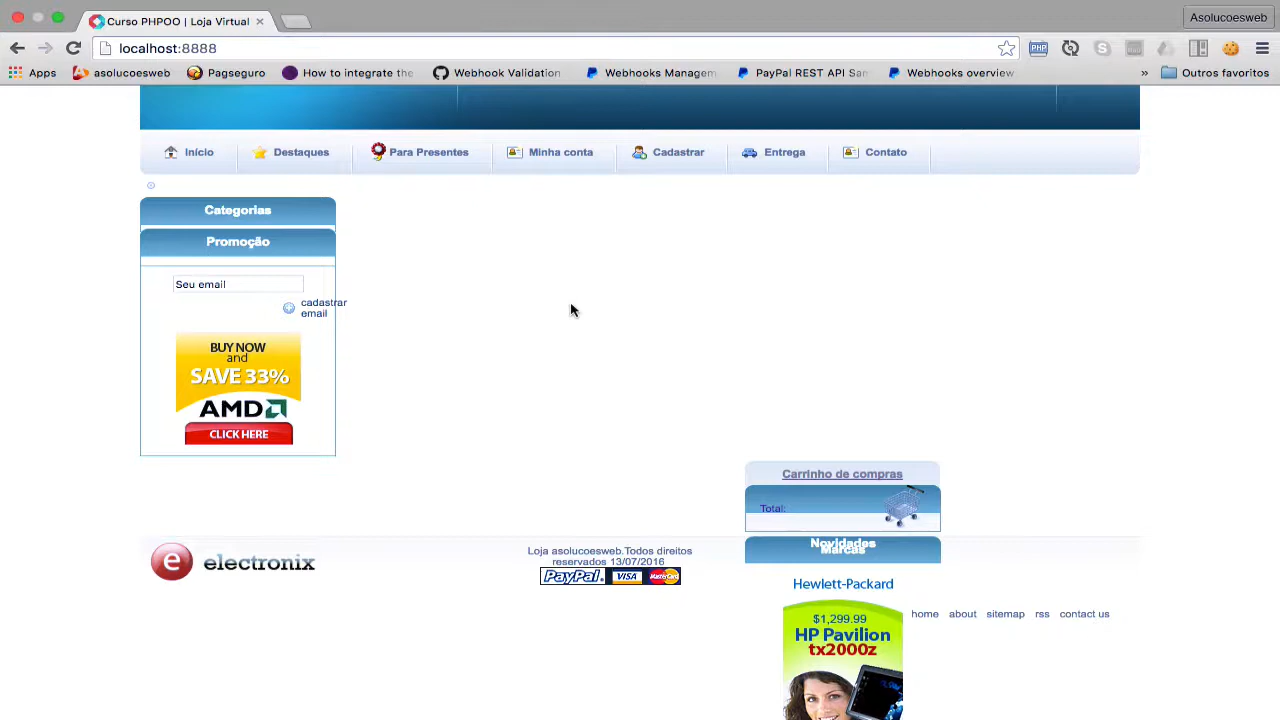 Curso PHPOO | Loja Virtual
Asolucoesweb
localhost:8888
PHP
Apps
asolucoesweb
Pagseguro
How to integrate the
Webhook Validation
Webhooks Managem
PayPal REST API San
Webhooks overview
»
Outros favoritos
Início
Destaques
Para Presentes
Minha conta
Cadastrar
Entrega
Contato
Categorias
Promoção
Seu email
cadastrar
email
BUY NOW
and
SAVE 33%
AMD
CLICK HERE
Carrinho de compras
Total:
Novidades
Marcas
Hewlett-Packard
$1,299.99
HP Pavilion
tx2000z
e electronix
Loja asolucoesweb.Todos direitos
reservados 13/07/2016
PayPal VISA MasterCard
home about sitemap rss contact us